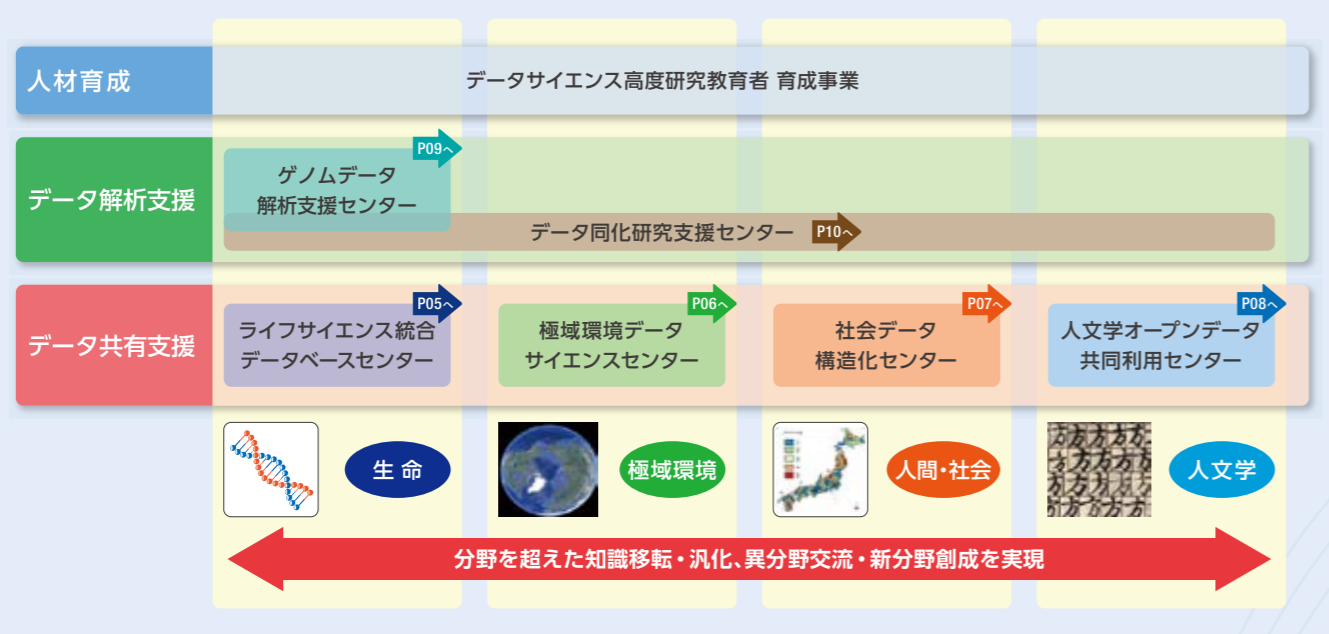 人材育成
データサイエンス高度研究教育者 育成事業
データ解析支援
P09へ
ゲノムデータ
解析支援センター
データ同化研究支援センター
P10へ
データ共有支援
P05へ
ライフサイエンス統合
データベースセンター
P06へ
極域環境データ
サイエンスセンター
P07へ
社会データ
構造化センター
P08へ
人文学オープンデータ
共同利用センター
生命
極域環境
人間・社会
人文学
分野を超えた知識移転・汎化、異分野交流・新分野創成を実現